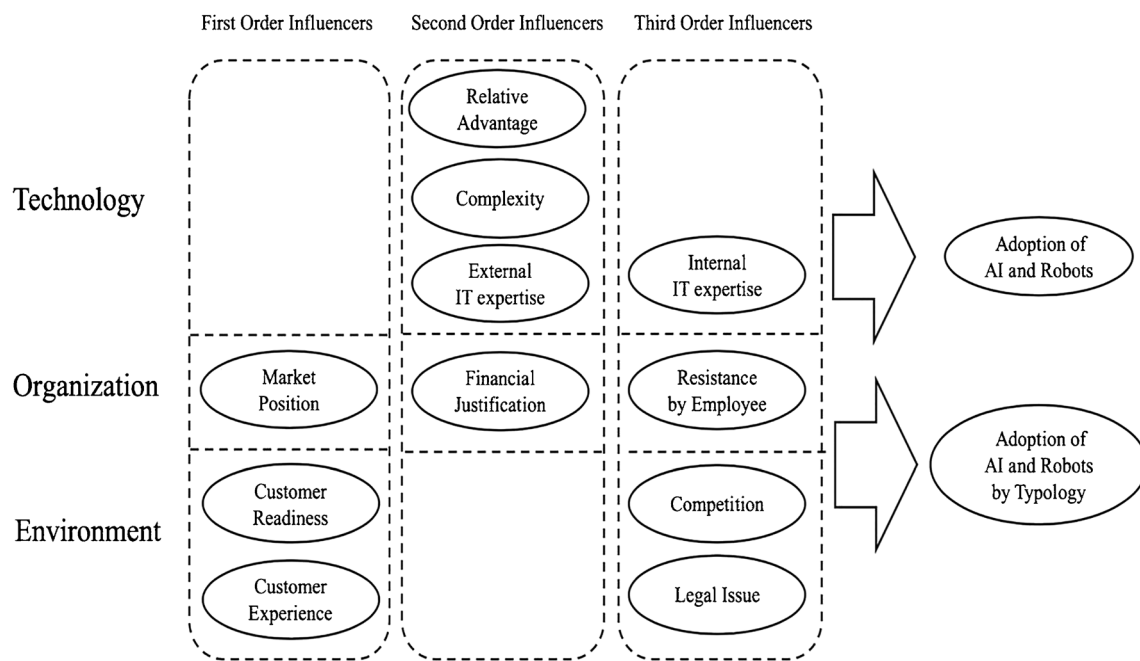 First Order Influencers
Second Order Influencers
Third Order Influencers
Technology
Relative
Advantage
Complexity
External
IT expertise
Internal
IT expertise
Organization
Market
Position
Financial
Justification
Resistance
by Employee
Environment
Customer
Readiness
Customer
Experience
Competition
Legal Issue
Adoption of
AI and Robots
Adoption of
AI and Robots
by Typology